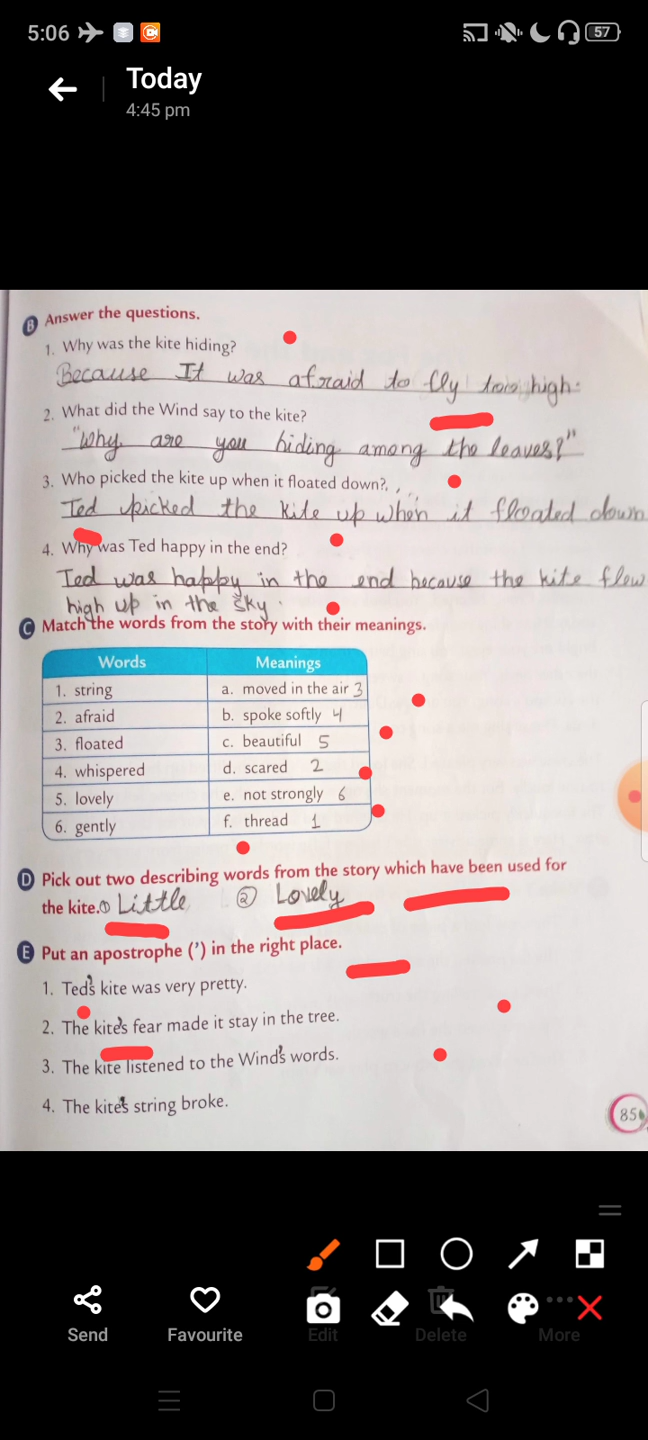 5:06
57
Today
4:45 pm
B Answer the questions.
1. Why was the kite hiding?
Because It was afraid to fly too high.
2. What did the Wind say to the kite?
"Why are you hiding among the leaves?"
3. Who picked the kite up when it floated down?
Ted picked the kite up when it floated down
4. Why was Ted happy in the end?
Ted was happy in the end because the kite flew
high up in the sky.
C Match the words from the story with their meanings.
Words Meanings
1. string a. moved in the air 3
2. afraid b. spoke softly 4
3. floated c. beautiful 5
4. whispered d. scared 2
5. lovely e. not strongly 6
6. gently f. thread 1
D Pick out two describing words from the story which have been used for
the kite. ① Little ② Lovely
E Put an apostrophe (') in the right place.
1. Ted's kite was very pretty.
2. The kite's fear made it stay in the tree.
3. The kite listened to the Wind's words.
4. The kite's string broke.
85
Send Favourite Edit Delete More